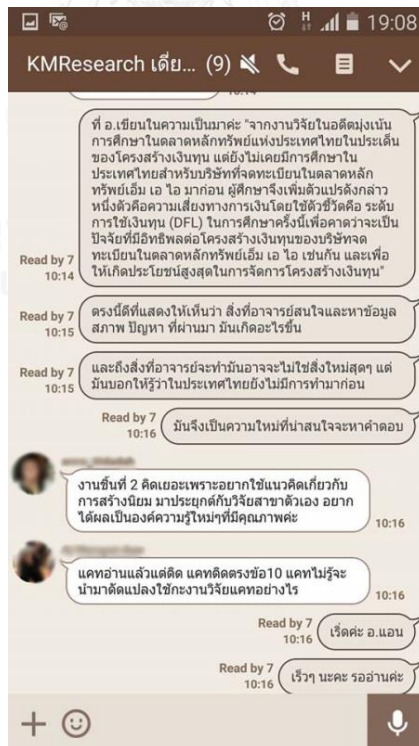 19:08
KMResearch เดี่ย... (9)
ที่ อ.เขียนในความเป็นมาค่ะ "จากงานวิจัยในอดีตมุ่งเน้น
การศึกษาในตลาดหลักทรัพย์แห่งประเทศไทยในประเด็น
ของโครงสร้างเงินทุน แต่ยังไม่เคยมีการศึกษาใน
ประเทศไทยสำหรับบริษัทที่จดทะเบียนในตลาดหลัก
ทรัพย์เอ็ม เอ ไอ มาก่อน ผู้ศึกษาจึงเพิ่มตัวแปรดังกล่าว
หนึ่งตัวคือความเสี่ยงทางการเงินโดยใช้ตัวชี้วัดคือ ระดับ
การใช้เงินทุน (DFL) ในการศึกษาครั้งนี้เพื่อคาดว่าจะเป็น
ปัจจัยที่มีอิทธิพลต่อโครงสร้างเงินทุนของบริษัทจด
ทะเบียนในตลาดหลักทรัพย์เอ็ม เอ ไอ เช่นกัน และเพื่อ
ให้เกิดประโยชน์สูงสุดในการจัดการโครงสร้างเงินทุน"
Read by 7
10:14
ตรงนี้ดีที่แสดงให้เห็นว่า สิ่งที่อาจารย์สนใจและหาข้อมูล
สภาพ ปัญหา ที่ผ่านมา มันเกิดอะไรขึ้น
Read by 7
10:15
และถึงสิ่งที่อาจารย์จะทำมันอาจจะไม่ใช่สิ่งใหม่สุดๆ แต่
มันบอกให้รู้ว่าในประเทศไทยยังไม่มีการทำมาก่อน
Read by 7
10:15
มันจึงเป็นความใหม่ที่น่าสนใจจะหาคำตอบ
Read by 7
10:16
งานชิ้นที่ 2 คิดเยอะเพราะอยากใช้แนวคิดเกี่ยวกับ
การสร้างนิยม มาประยุกต์กับวิจัยสาขาตัวเอง อยาก
ได้ผลเป็นองค์ความรู้ใหม่ๆที่มีคุณภาพค่ะ
10:16
แคทอ่านแล้วแต่ติด แคทติดตรงข้อ10 แคทไม่รู้จะ
นำมาดัดแปลงใช้กะงานวิจัยแคทอย่างไร
10:16
เริ่ดค่ะ อ.แอน
Read by 7
10:16
เร็วๆ นะคะ รออ่านค่ะ
Read by 7
10:16